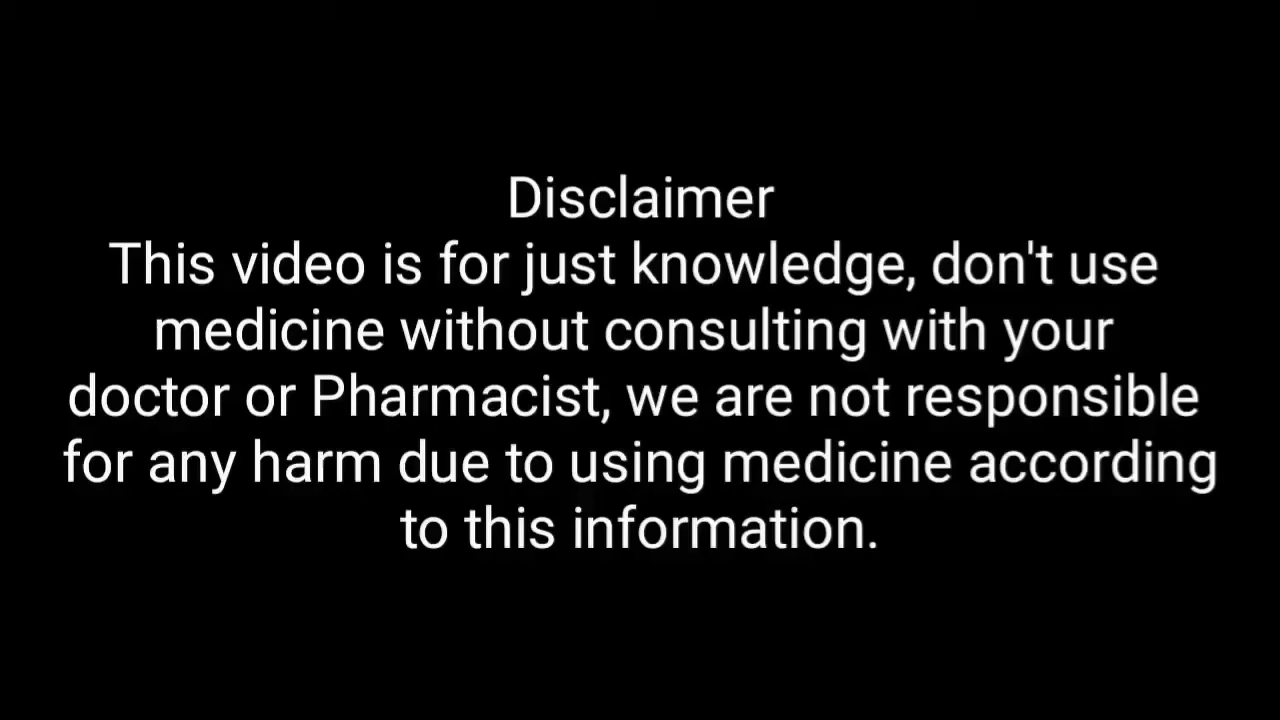 Disclaimer
This video is for just knowledge, don't use
medicine without consulting with your
doctor or Pharmacist, we are not responsible
for any harm due to using medicine according
to this information.